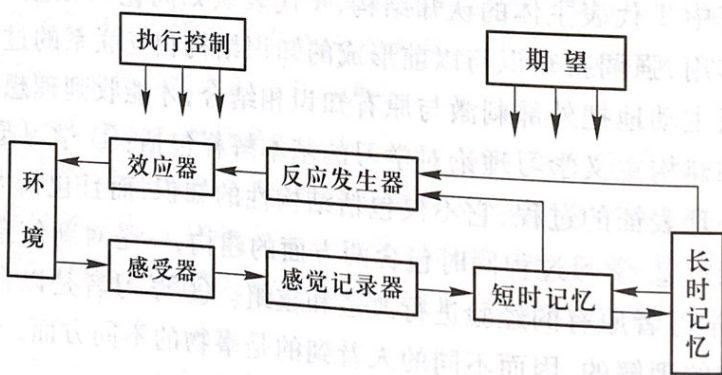 执行控制
期望
环境
效应器
反应发生器
感受器
感觉记录器
短时记忆
长时记忆